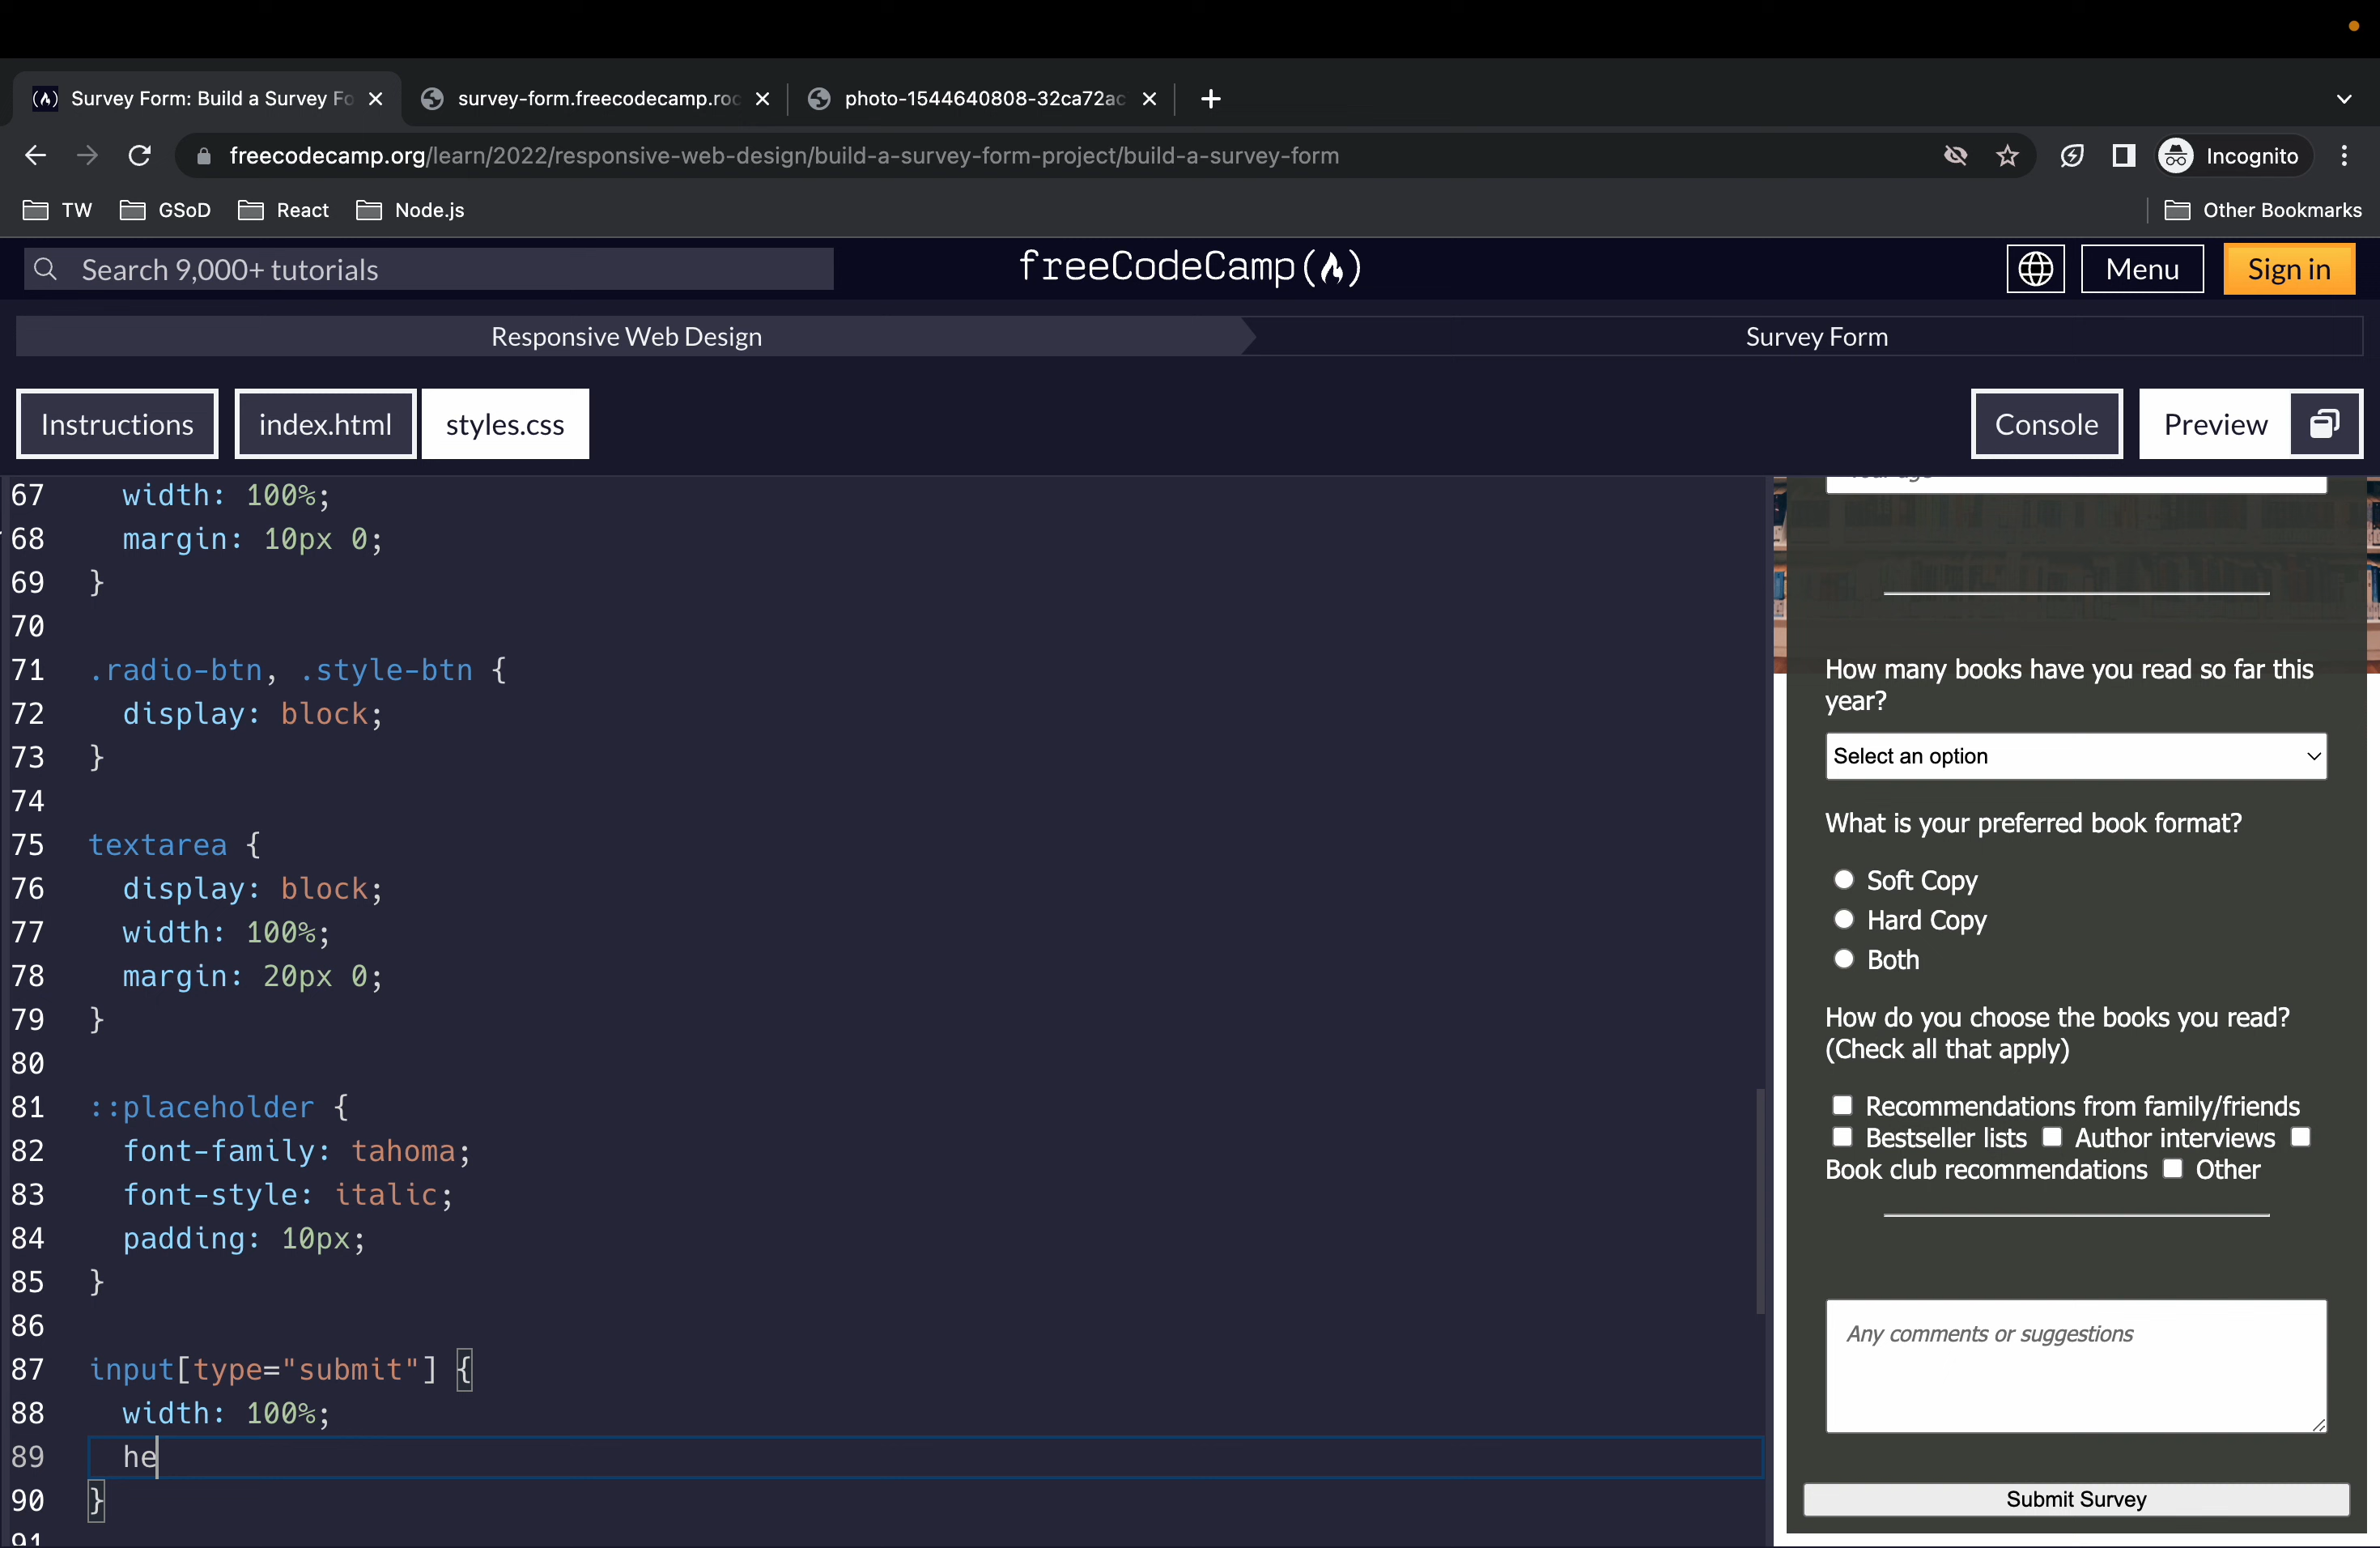 Survey Form: Build a Survey Fo
survey-form.freecodecamp.roc
photo-1544640808-32ca72ac
freecodecamp.org/learn/2022/responsive-web-design/build-a-survey-form-project/build-a-survey-form
Incognito
TW
GSoD
React
Node.js
Other Bookmarks
Search 9,000+ tutorials
freeCodeCamp
Menu
Sign in
Responsive Web Design
Survey Form
Instructions
index.html
styles.css
Console
Preview
67 width: 100%;
68 margin: 10px 0;
69 }
70
71 .radio-btn, .style-btn {
72 display: block;
73 }
74
75 textarea {
76 display: block;
77 width: 100%;
78 margin: 20px 0;
79 }
80
81 ::placeholder {
82 font-family: tahoma;
83 font-style: italic;
84 padding: 10px;
85 }
86
87 input[type="submit"] {
88 width: 100%;
89 he
90 }
91
How many books have you read so far this
year?
Select an option
What is your preferred book format?
Soft Copy
Hard Copy
Both
How do you choose the books you read?
(Check all that apply)
Recommendations from family/friends
Bestseller lists Author interviews
Book club recommendations Other
Any comments or suggestions
Submit Survey